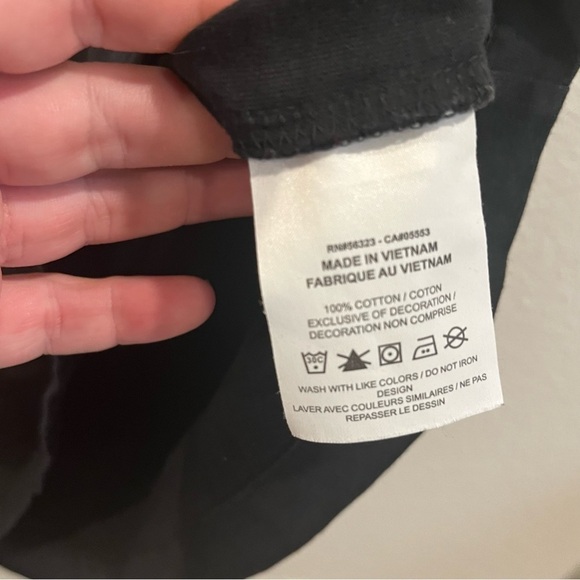 RN#56323 - CA#05553
MADE IN VIETNAM
FABRIQUE AU VIETNAM
100% COTTON / COTON
EXCLUSIVE OF DECORATION /
DECORATION NON COMPRISE
30C
WASH WITH LIKE COLORS / DO NOT IRON
DESIGN
LAVER AVEC COULEURS SIMILAIRES / NE PAS
REPASSER LE DESSIN